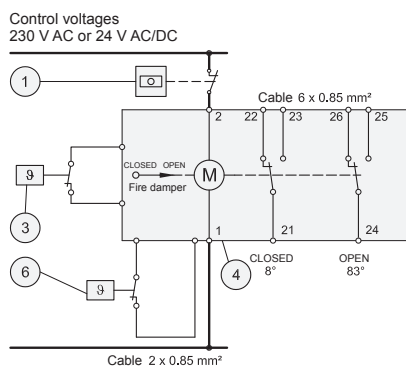 Control voltages
230 V AC or 24 V AC/DC
1
Cable 6 x 0.85 mm²
2 22 23 26 25
CLOSED OPEN
Fire damper
M
ϑ
3
1 21 24
6
ϑ
4
CLOSED OPEN
8° 83°
Cable 2 x 0.85 mm²